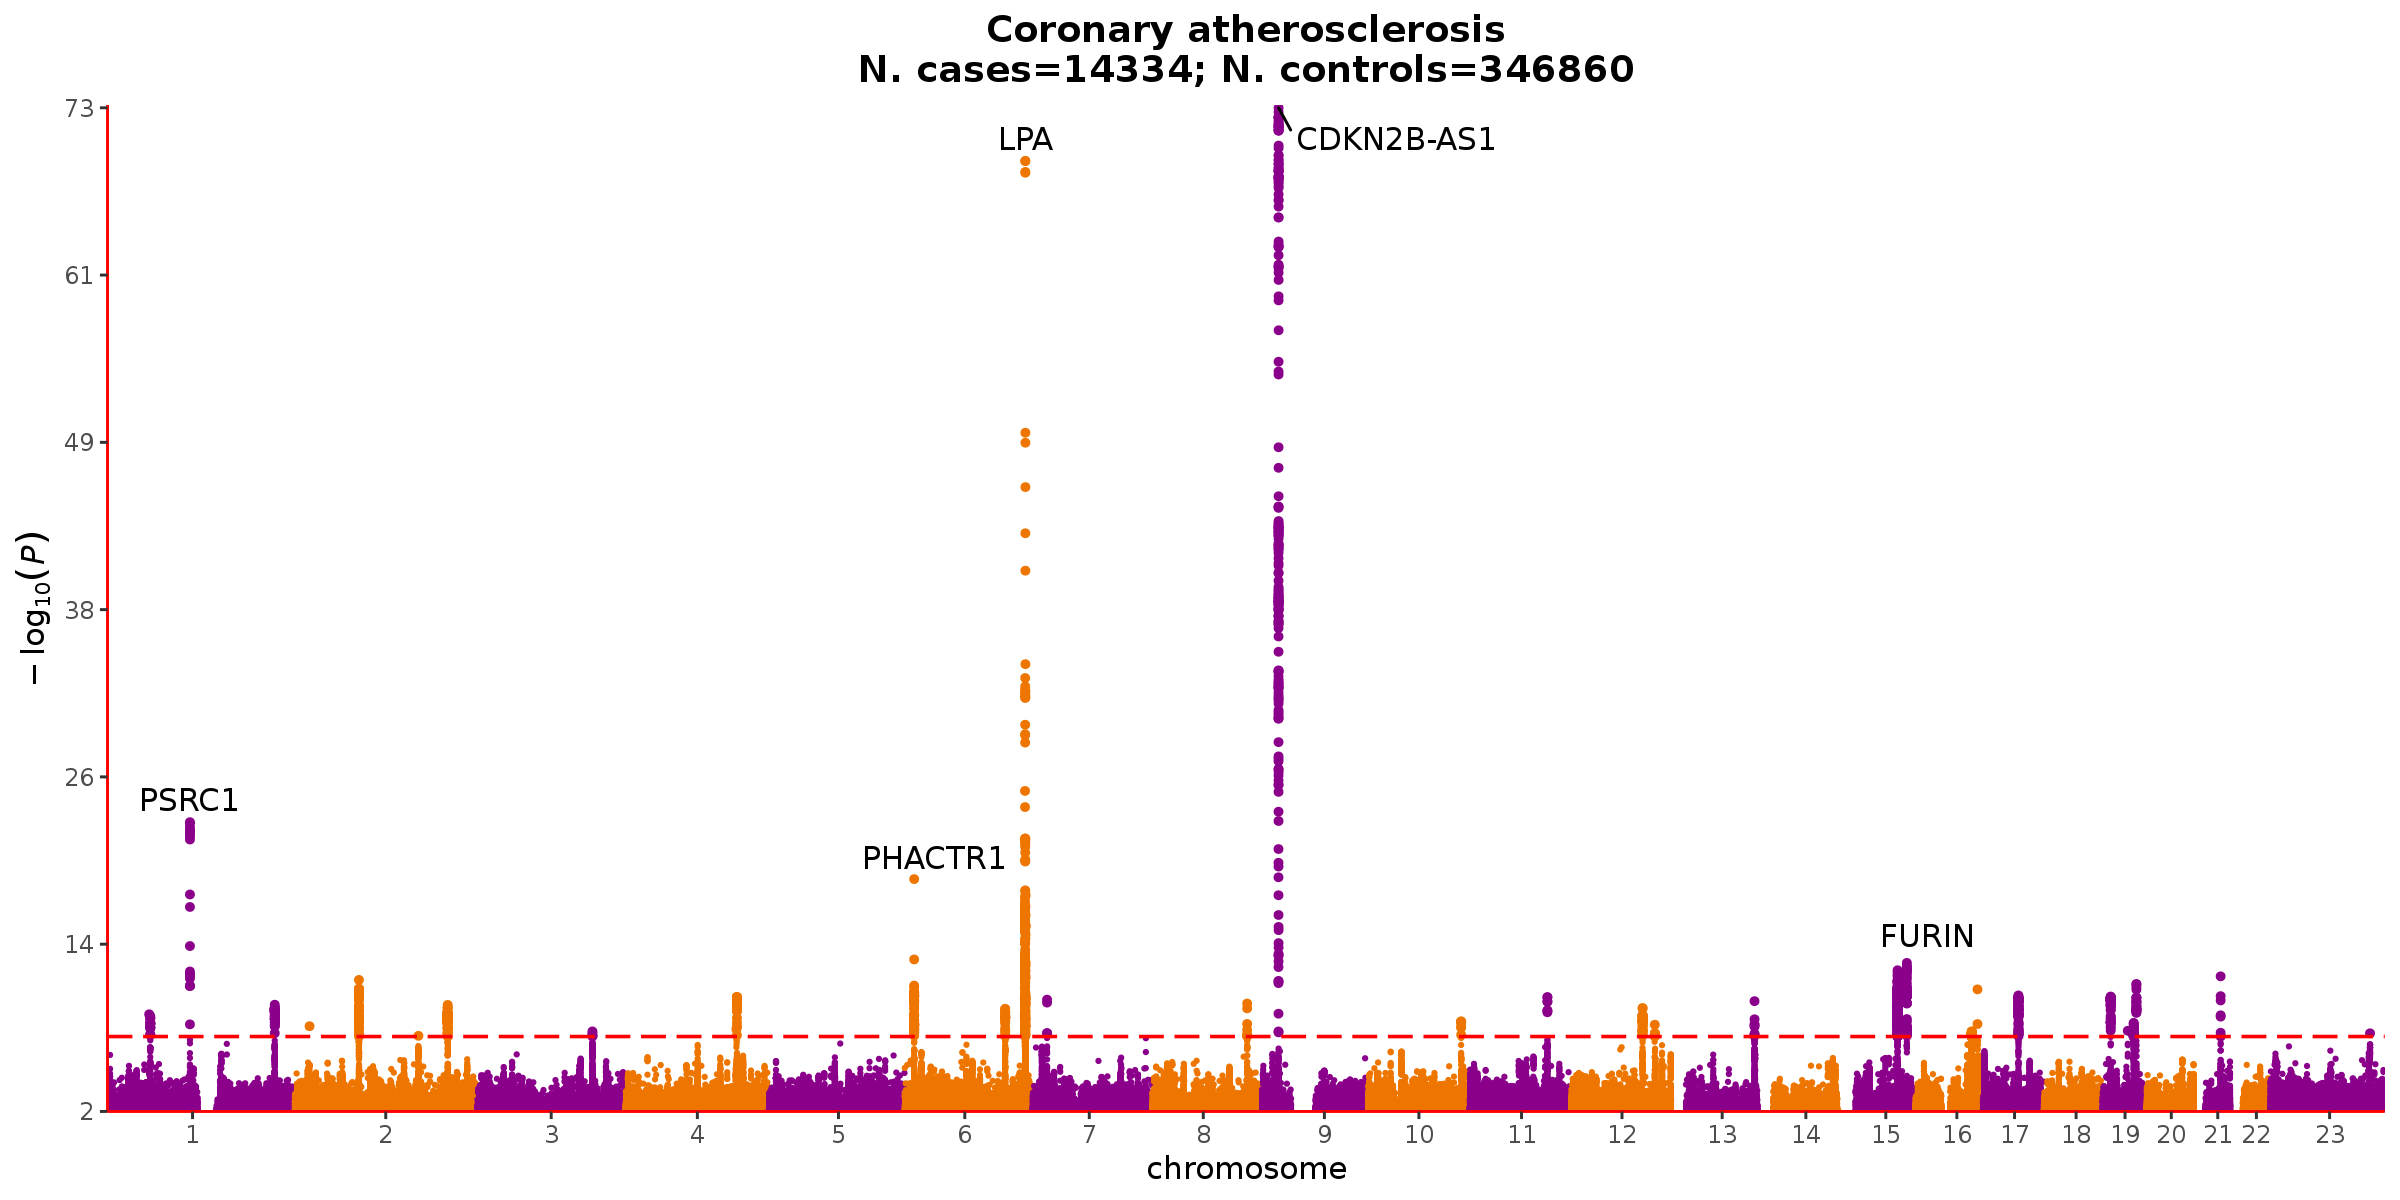 Coronary atherosclerosis
N. cases=14334; N. controls=346860
73
61
49
38
26
14
2
−log10(P)
LPA
CDKN2B-AS1
PSRC1
PHACTR1
FURIN
1 2 3 4 5 6 7 8 9 10 11 12 13 14 15 16 17 18 19 20 21 22 23
chromosome